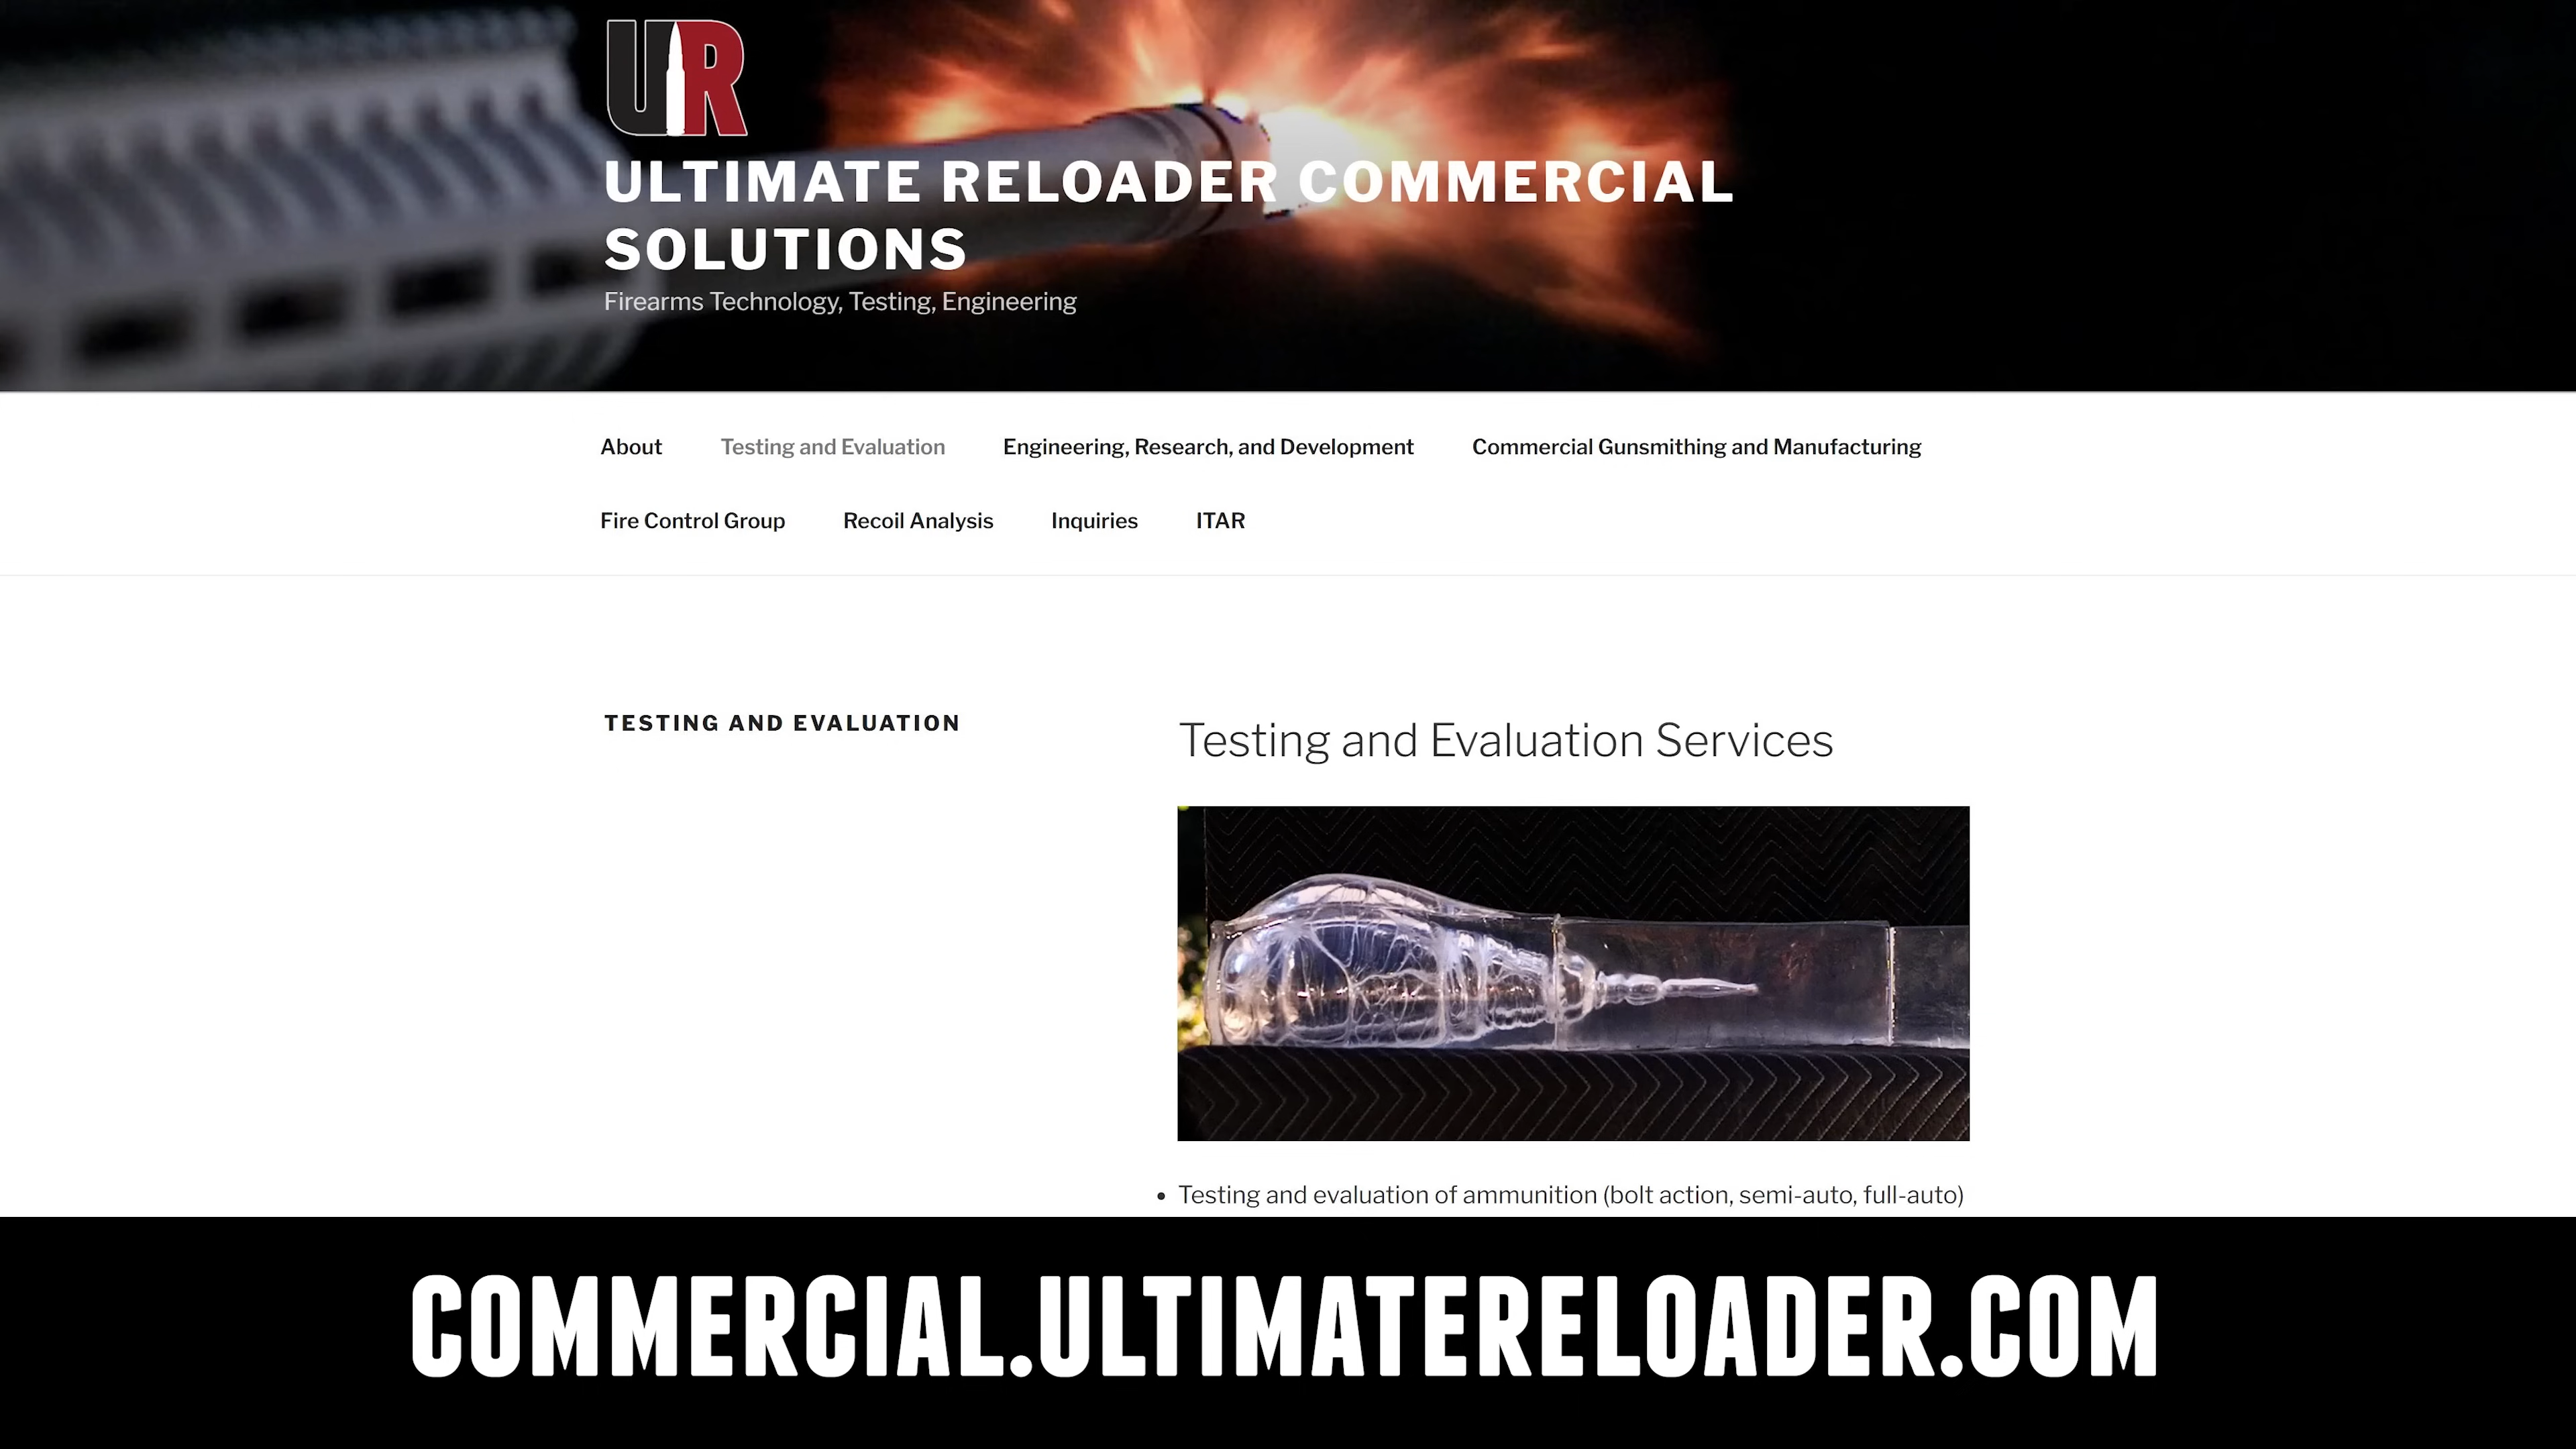 UR
ULTIMATE RELOADER COMMERCIAL
SOLUTIONS
Firearms Technology, Testing, Engineering
About Testing and Evaluation Engineering, Research, and Development Commercial Gunsmithing and Manufacturing
Fire Control Group Recoil Analysis Inquiries ITAR
TESTING AND EVALUATION
Testing and Evaluation Services
• Testing and evaluation of ammunition (bolt action, semi-auto, full-auto)
COMMERCIAL.ULTIMATERELOADER.COM